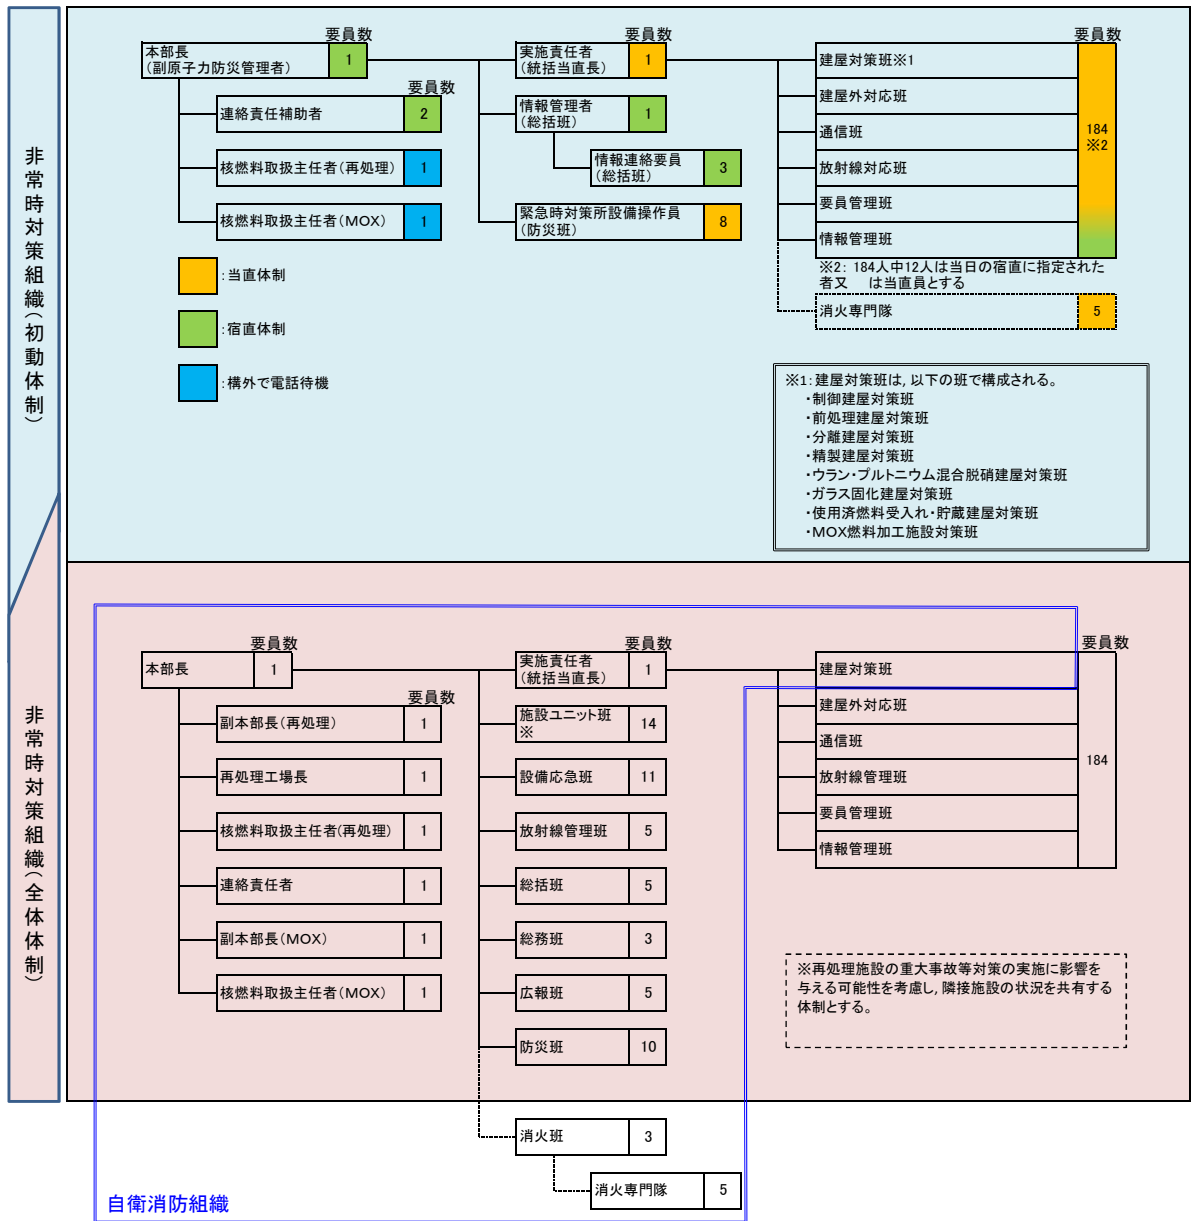 非常時対策組織（初動体制）
要員数
本部長
（副原子力防災管理者）
1
要員数
連絡責任補助者
2
核燃料取扱主任者（再処理）
1
核燃料取扱主任者（MOX）
1
：当直体制
：宿直体制
：構外で電話待機
要員数
実施責任者
（統括当直長）
1
情報管理者
（総括班）
1
情報連絡要員
（総括班）
3
緊急時対策所設備操作員
（防災班）
8
要員数
建屋対策班※1
建屋外対応班
通信班
放射線対応班
要員管理班
情報管理班
184
※2
※2： 184人中12人は当日の宿直に指定された
者又　　は当直員とする
消火専門隊
5
※1：建屋対策班は，以下の班で構成される。
・制御建屋対策班
・前処理建屋対策班
・分離建屋対策班
・精製建屋対策班
・ウラン・プルトニウム混合脱硝建屋対策班
・ガラス固化建屋対策班
・使用済燃料受入れ・貯蔵建屋対策班
・MOX燃料加工施設対策班
非常時対策組織（全体体制）
要員数
本部長
1
要員数
副本部長（再処理）
1
再処理工場長
1
核燃料取扱主任者（再処理）
1
連絡責任者
1
副本部長（MOX）
1
核燃料取扱主任者（MOX）
1
要員数
実施責任者
（統括当直長）
1
施設ユニット班
※
14
設備応急班
11
放射線管理班
5
総括班
5
総務班
3
広報班
5
防災班
10
消火班
3
消火専門隊
5
要員数
建屋対策班
建屋外対応班
通信班
放射線管理班
要員管理班
情報管理班
184
※再処理施設の重大事故等対策の実施に影響を
与える可能性を考慮し，隣接施設の状況を共有する
体制とする。
自衛消防組織